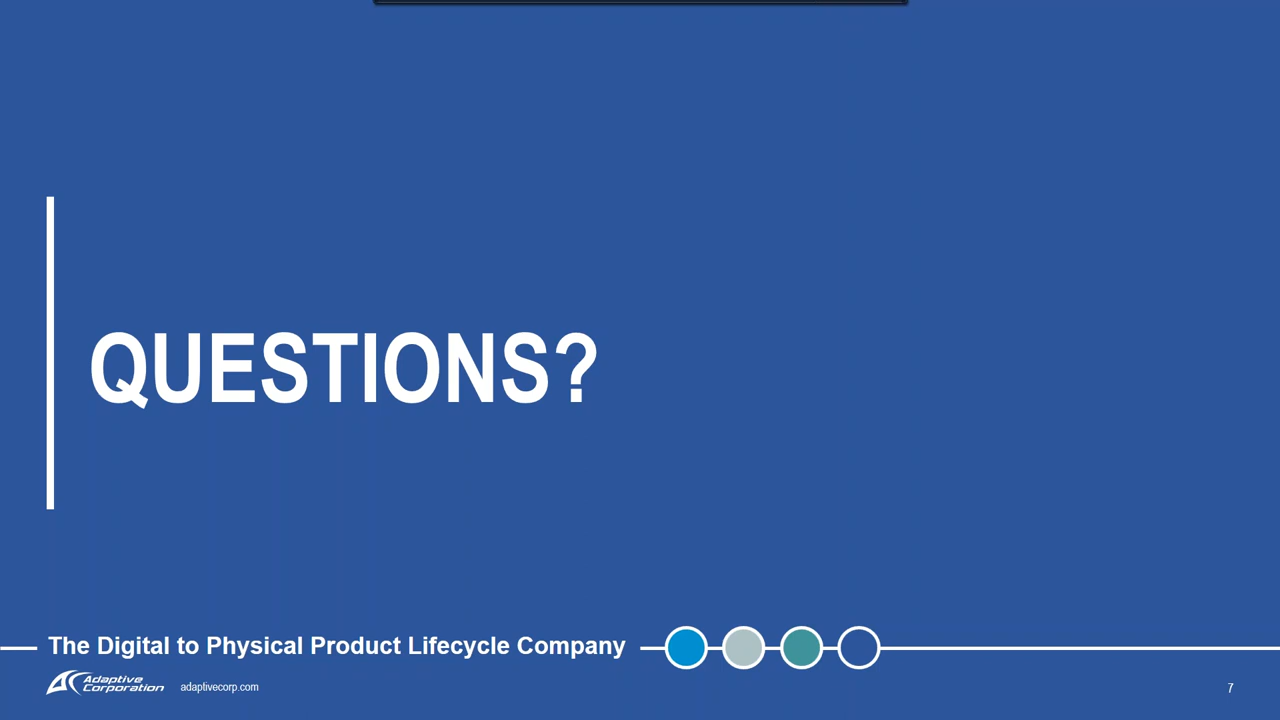 QUESTIONS?
The Digital to Physical Product Lifecycle Company
Adaptive
Corporation
adaptivecorp.com
7